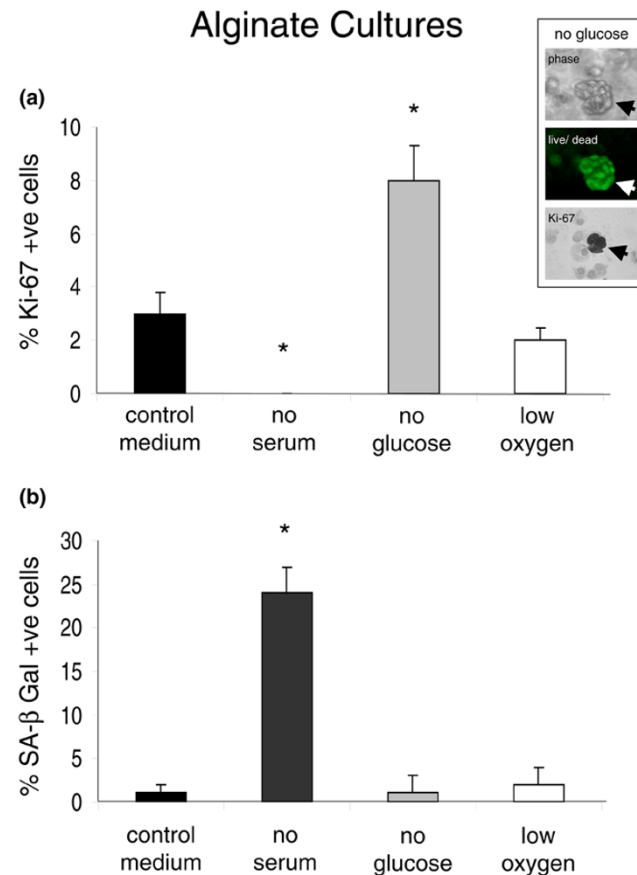 Alginate Cultures
no glucose
phase
live/ dead
Ki-67
(a)
% Ki-67 +ve cells
10
8
6
4
2
0
*
*
control
medium
no
serum
no
glucose
low
oxygen
(b)
% SA-β Gal +ve cells
30
25
20
15
10
5
0
*
control
medium
no
serum
no
glucose
low
oxygen